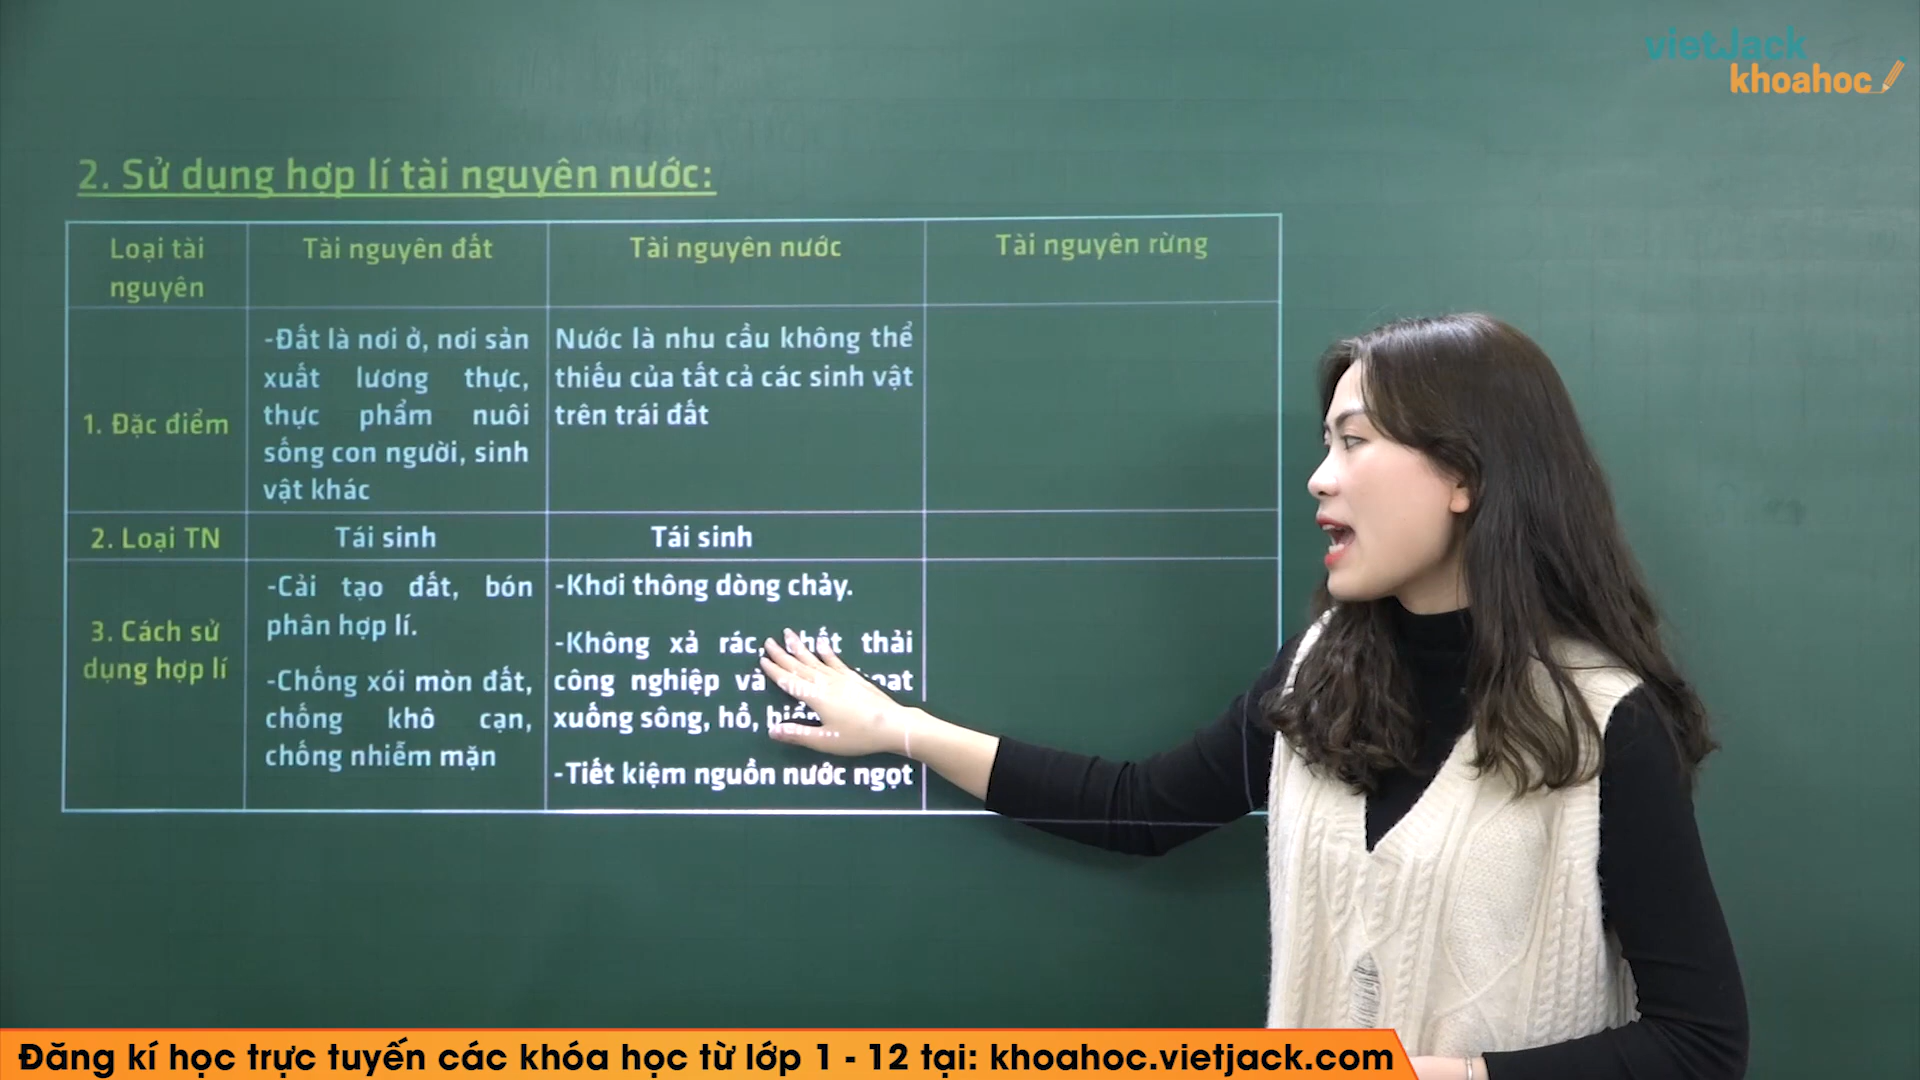 vietJack
khoahoc
2. Sử dụng hợp lí tài nguyên nước:
Loại tài
nguyên
Tài nguyên đất
Tài nguyên nước
Tài nguyên rừng
1. Đặc điểm
-Đất là nơi ở, nơi sản
xuất lương thực,
thực phẩm nuôi
sống con người, sinh
vật khác
Nước là nhu cầu không thể
thiếu của tất cả các sinh vật
trên trái đất
2. Loại TN
Tái sinh
Tái sinh
3. Cách sử
dụng hợp lí
-Cải tạo đất, bón
phân hợp lí.
-Chống xói mòn đất,
chống khô cạn,
chống nhiễm mặn
-Khơi thông dòng chảy.
-Không xả rác, chất thải
công nghiệp và
xuống sông, hồ, biển ...
-Tiết kiệm nguồn nước ngọt
Đăng kí học trực tuyến các khóa học từ lớp 1 - 12 tại: khoahoc.vietjack.com